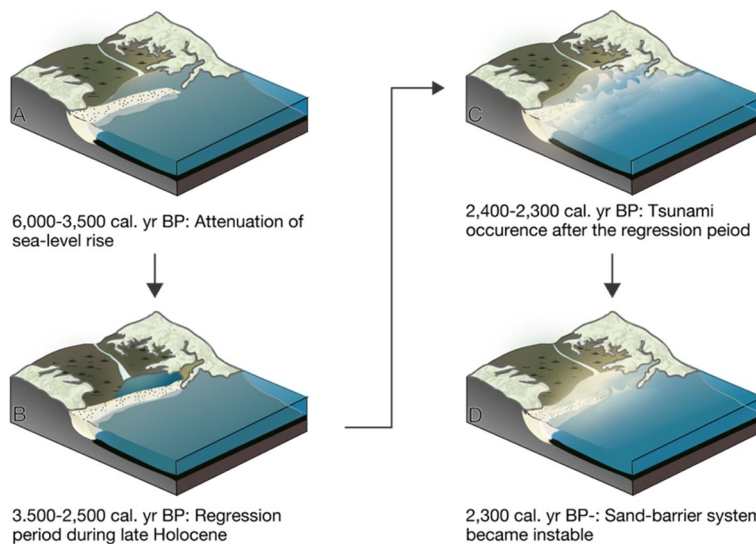 A
6,000-3,500 cal. yr BP: Attenuation of
sea-level rise
B
3.500-2,500 cal. yr BP: Regression
period during late Holocene
C
2,400-2,300 cal. yr BP: Tsunami
occurence after the regression peiod
D
2,300 cal. yr BP-: Sand-barrier system
became instable